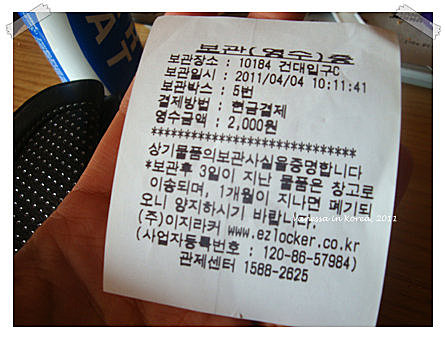 보관(영수)증
보관장소 : 10184 건대입구C
보관일시 : 2011/04/04 10:11:41
보관박스 : 5번
결제방법 : 현금결제
영수금액 : 2,000원
****************************
상기물품의보관사실을증명합니다
*보관후 3일이 지난 물품은 창고로
이송되며, 1개월이 지나면 폐기되
오니 양지하시기 바랍니다.
Vanessa in Korea, 2011
(주)이지라커 www.ezlocker.co.kr
(사업자등록번호 : 120-86-57984)
관제센터 1588-2625
AT